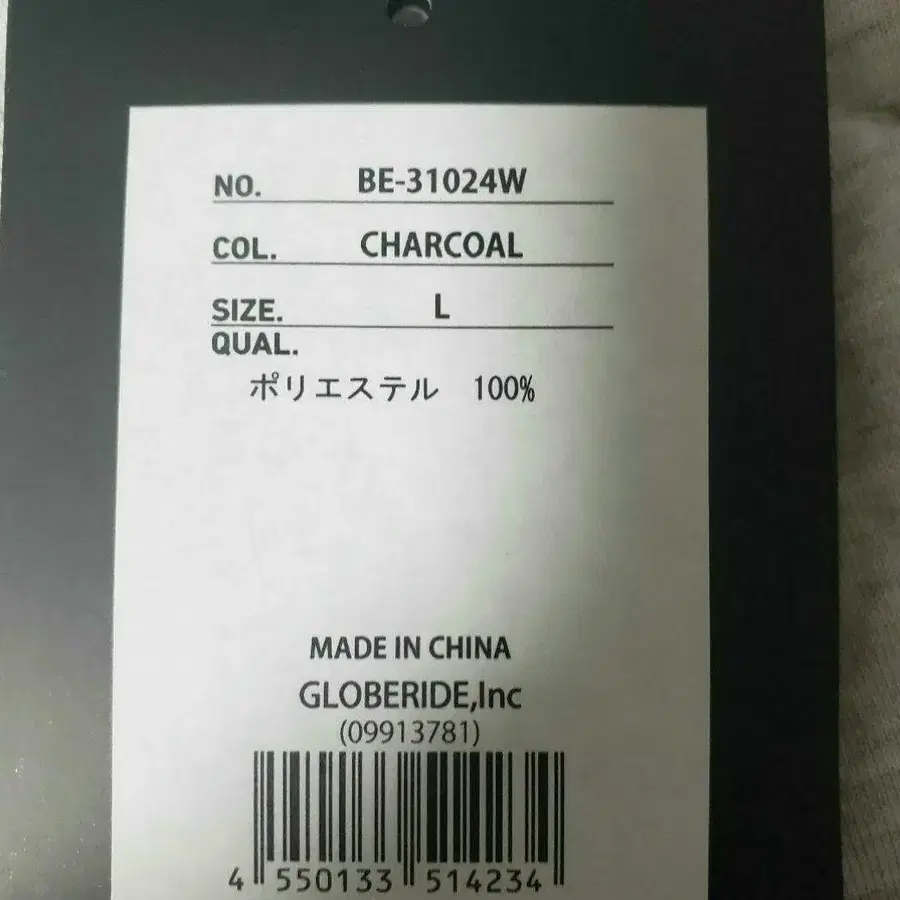 NO. BE-31024W
COL. CHARCOAL
SIZE. L
QUAL.
ポリエステル 100%
MADE IN CHINA
GLOBERIDE,Inc
(09913781)
4 550133 514234